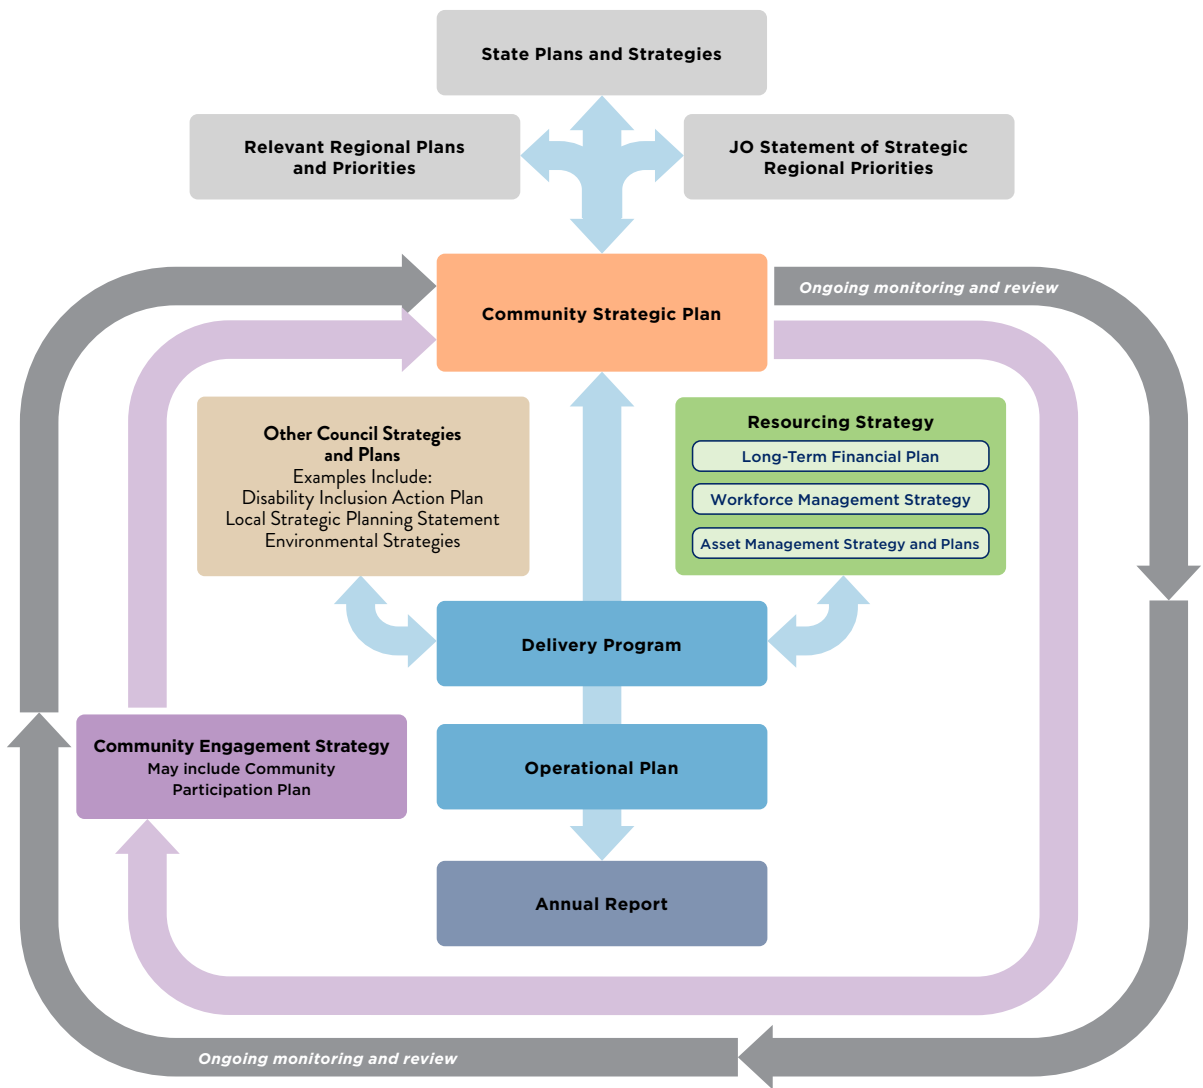 State Plans and Strategies
Relevant Regional Plans
and Priorities
JO Statement of Strategic
Regional Priorities
Community Strategic Plan
Ongoing monitoring and review
Other Council Strategies
and Plans
Examples Include:
Disability Inclusion Action Plan
Local Strategic Planning Statement
Environmental Strategies
Resourcing Strategy
Long-Term Financial Plan
Workforce Management Strategy
Asset Management Strategy and Plans
Delivery Program
Community Engagement Strategy
May include Community
Participation Plan
Operational Plan
Annual Report
Ongoing monitoring and review